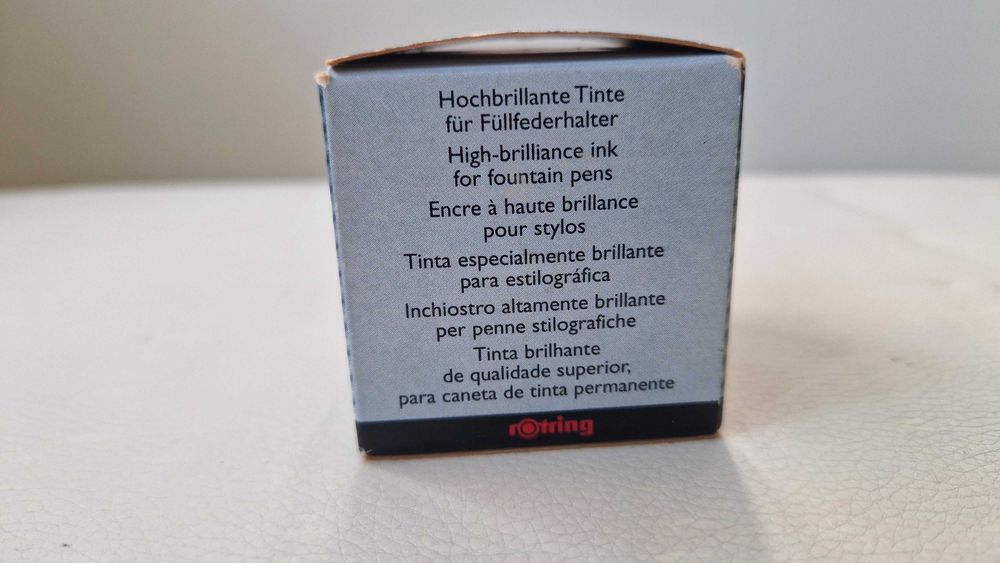 Hochbrillante Tinte
für Füllfederhalter
High-brilliance ink
for fountain pens
Encre à haute brillance
pour stylos
Tinta especialmente brillante
para estilográfica
Inchiostro altamente brillante
per penne stilografiche
Tinta brilhante
de qualidade superior,
para caneta de tinta permanente
rotring